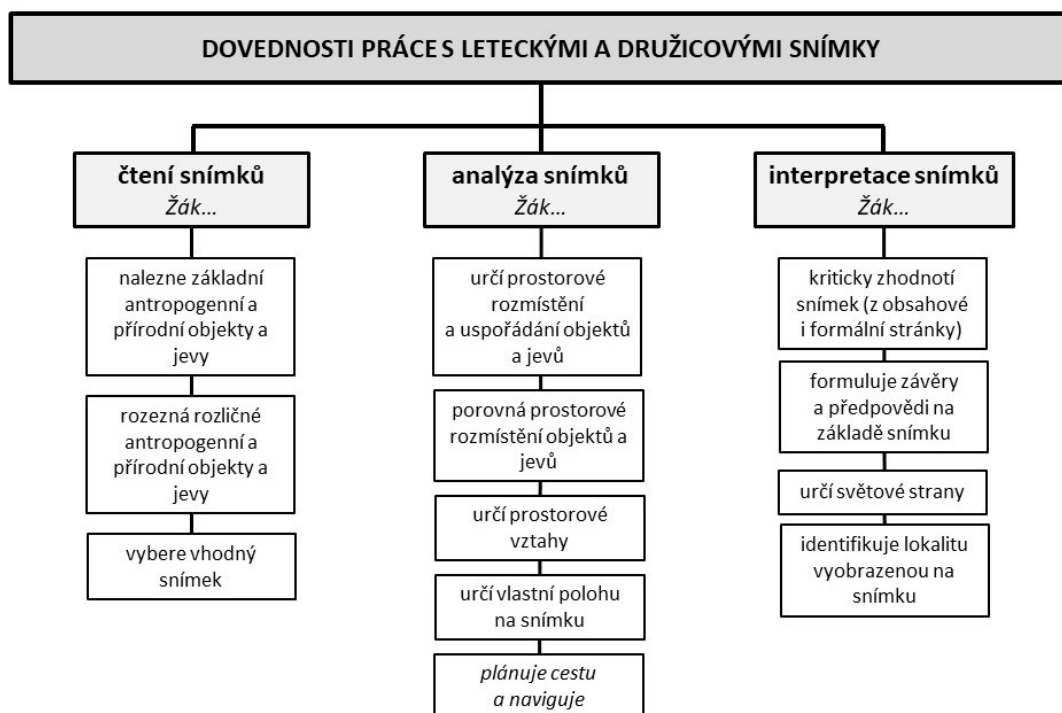 DOVEDNOSTI PRÁCE S LETECKÝMI A DRUŽICOVÝMI SNÍMKY
čtení snímků
Žák...
nalezne základní
antropogenní a
přírodní objekty a
jevy
rozezná rozličné
antropogenní a
přírodní objekty a
jevy
vybere vhodný
snímek
analýza snímků
Žák...
určí prostorové
rozmístění
a uspořádání objektů
a jevů
porovná prostorové
rozmístění objektů a
jevů
určí prostorové
vztahy
určí vlastní polohu
na snímku
plánuje cestu
a naviguje
interpretace snímků
Žák...
kriticky zhodnotí
snímek (z obsahové
i formální stránky)
formuluje závěry
a předpovědi na
základě snímku
určí světové strany
identifikuje lokalitu
vyobrazenou na
snímku